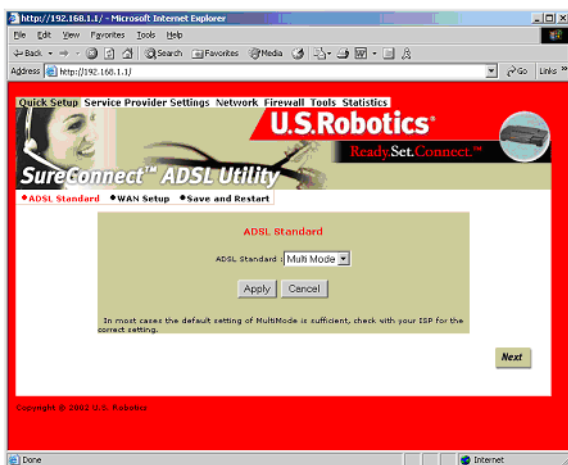 http://192.168.1.1/ - Microsoft Internet Explorer
File Edit View Favorites Tools Help
Back Search Favorites Media
Address http://192.168.1.1/ Go Links »
Quick Setup Service Provider Settings Network Firewall Tools Statistics
U.S.Robotics®
Ready.Set.Connect.™
SureConnect™ ADSL Utility
ADSL Standard WAN Setup Save and Restart
ADSL Standard
ADSL Standard : Multi Mode
Apply Cancel
In most cases the default setting of MultiMode is sufficient, check with your ISP for the
correct setting.
Next
Copyright © 2002 U.S. Robotics
Done Internet